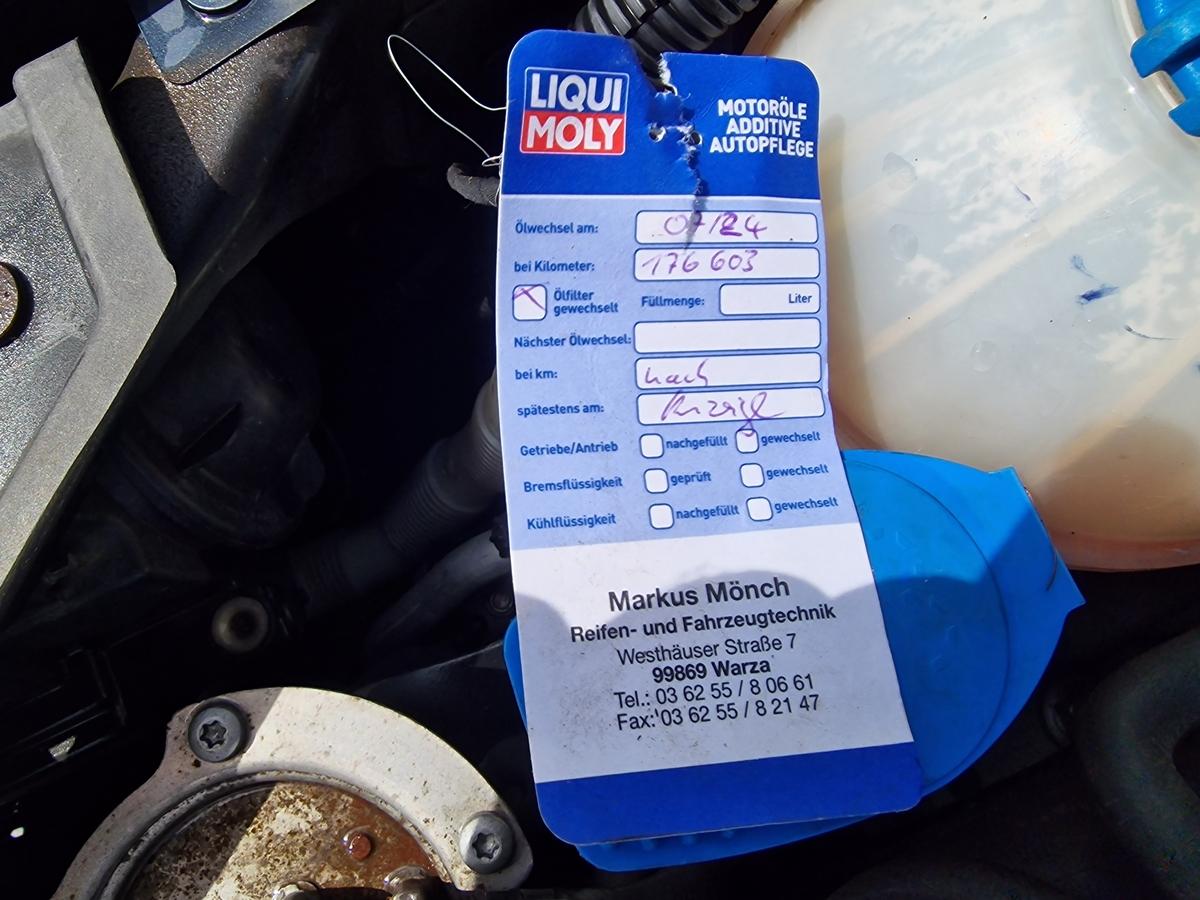 LIQUI
MOLY
MOTORÖLE
ADDITIVE
AUTOPFLEGE
Ölwechsel am: 07/24
bei Kilometer: 176 603
Ölfilter
gewechselt
Füllmenge: Liter
Nächster Ölwechsel:
bei km: nach
spätestens am: Anzeige
Getriebe/Antrieb nachgefüllt gewechselt
Bremsflüssigkeit geprüft gewechselt
Kühlflüssigkeit nachgefüllt gewechselt
Markus Mönch
Reifen- und Fahrzeugtechnik
Westhäuser Straße 7
99869 Warza
Tel.: 03 62 55 / 8 06 61
Fax: 03 62 55 / 8 21 47